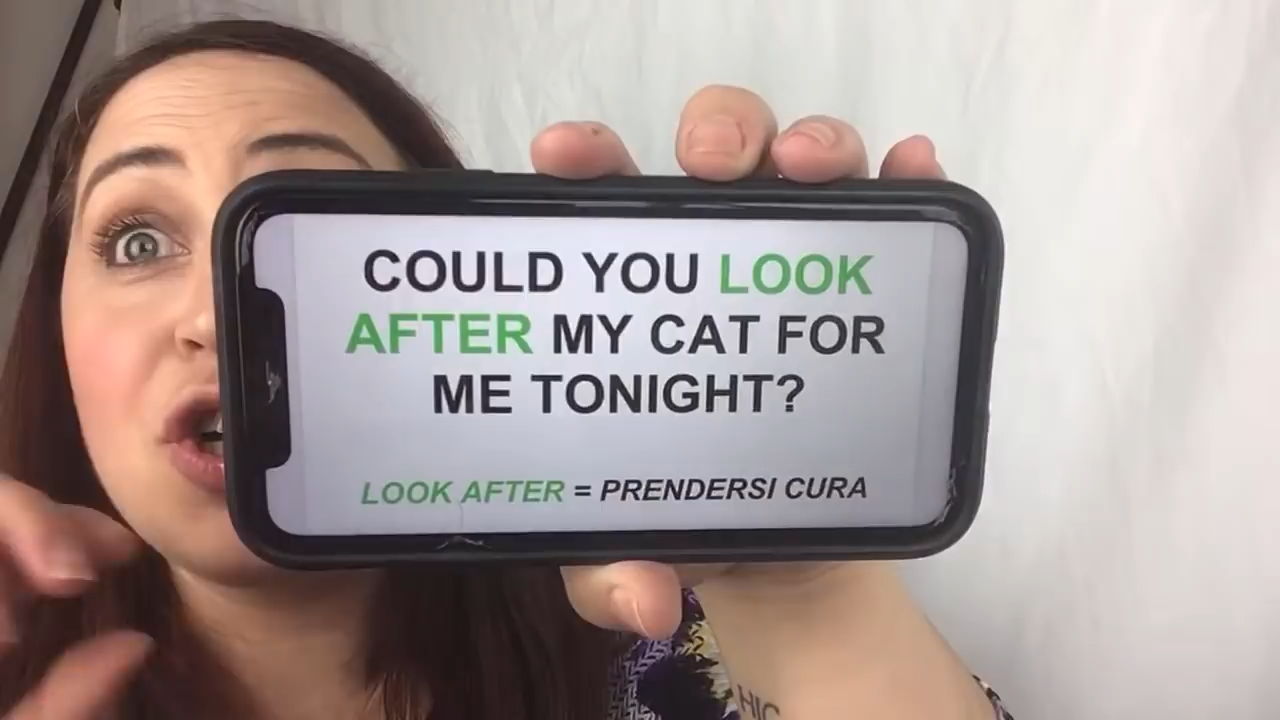 COULD YOU LOOK
AFTER MY CAT FOR
ME TONIGHT?
LOOK AFTER = PRENDERSI CURA